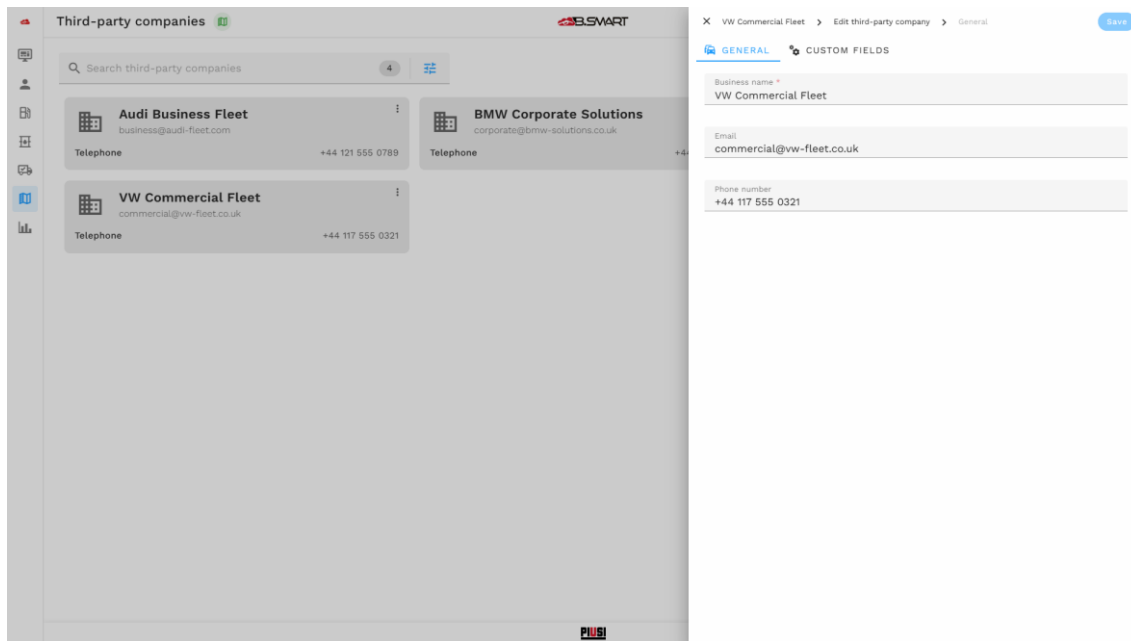 Third-party companies
B.SMART
Search third-party companies
4
Audi Business Fleet
business@audi-fleet.com
Telephone
+44 121 555 0789
BMW Corporate Solutions
corporate@bmw-solutions.co.uk
Telephone
+44
VW Commercial Fleet
commercial@vw-fleet.co.uk
Telephone
+44 117 555 0321
PIUSI
VW Commercial Fleet > Edit third-party company > General
Save
GENERAL
CUSTOM FIELDS
Business name *
VW Commercial Fleet
Email
commercial@vw-fleet.co.uk
Phone number
+44 117 555 0321